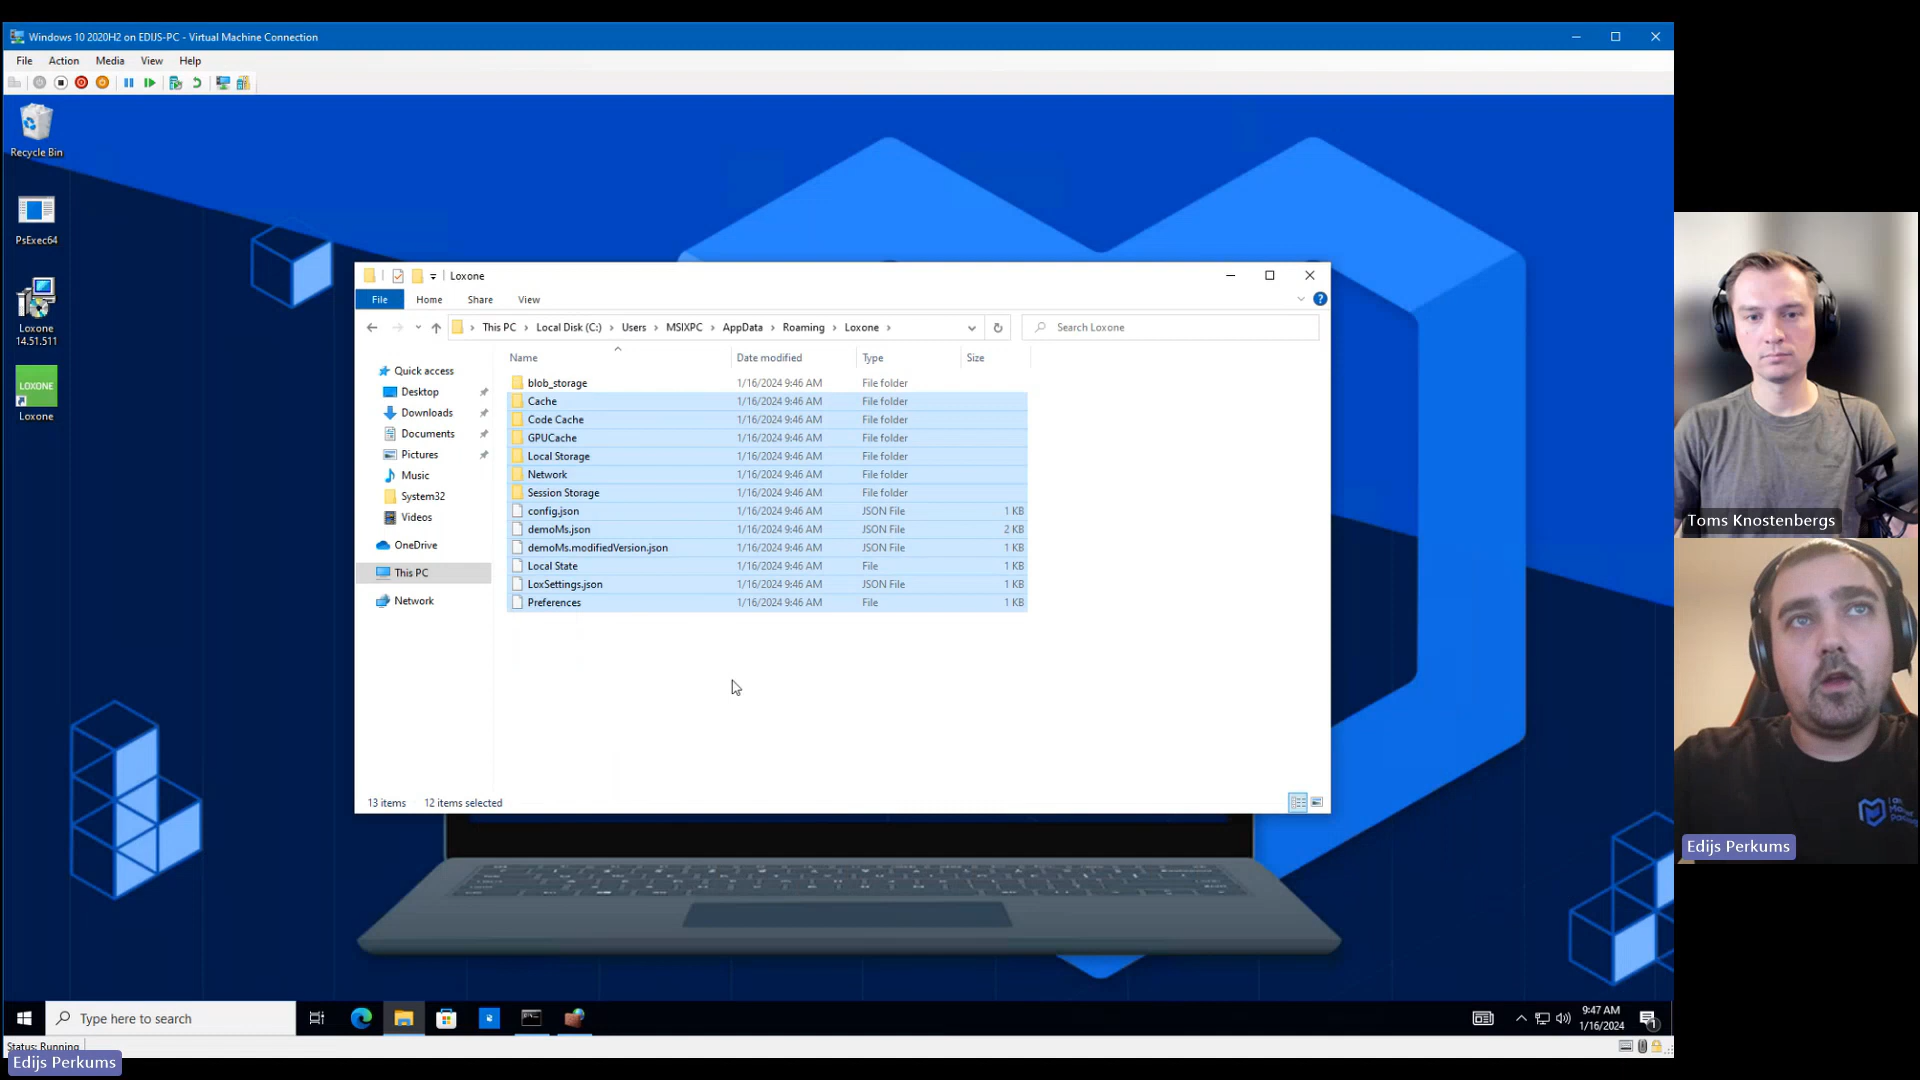 Windows 10 2020H2 on EDIJS-PC - Virtual Machine Connection
File Action Media View Help
Recycle Bin
PsExec64
Loxone
14.51.511
LOXONE
Loxone
Loxone
File Home Share View
This PC > Local Disk (C:) > Users > MSIXPC > AppData > Roaming > Loxone >
Search Loxone
Quick access
Desktop
Downloads
Documents
Pictures
Music
System32
Videos
OneDrive
This PC
Network
Name Date modified Type Size
blob_storage 1/16/2024 9:46 AM File folder
Cache 1/16/2024 9:46 AM File folder
Code Cache 1/16/2024 9:46 AM File folder
GPUCache 1/16/2024 9:46 AM File folder
Local Storage 1/16/2024 9:46 AM File folder
Network 1/16/2024 9:46 AM File folder
Session Storage 1/16/2024 9:46 AM File folder
config.json 1/16/2024 9:46 AM JSON File 1 KB
demoMs.json 1/16/2024 9:46 AM JSON File 2 KB
demoMs.modifiedVersion.json 1/16/2024 9:46 AM JSON File 1 KB
Local State 1/16/2024 9:46 AM File 1 KB
LoxSettings.json 1/16/2024 9:46 AM JSON File 1 KB
Preferences 1/16/2024 9:46 AM File 1 KB
13 items 12 items selected
Toms Knostenbergs
Edijs Perkums
Type here to search
9:47 AM
1/16/2024
1
Status: Running
Edijs Perkums